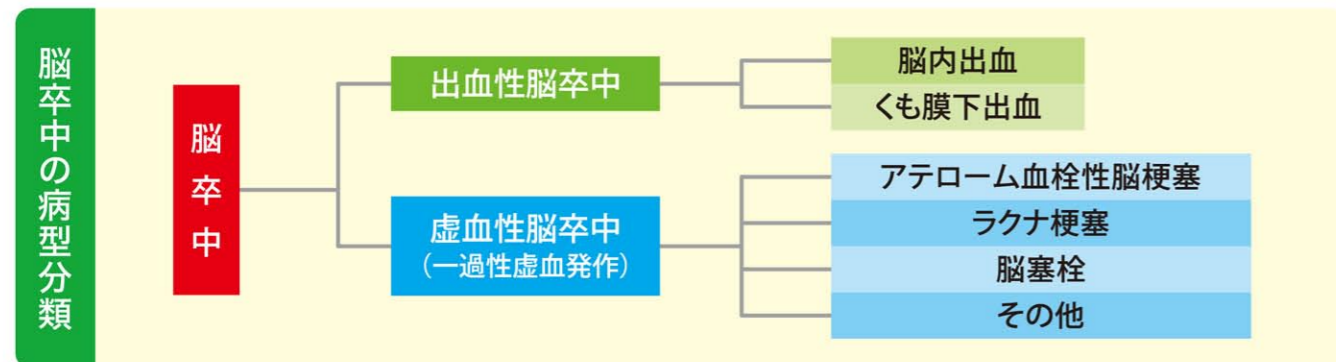 脳卒中の病型分類
脳卒中
出血性脳卒中
脳内出血
くも膜下出血
虚血性脳卒中
（一過性虚血発作）
アテローム血栓性脳梗塞
ラクナ梗塞
脳塞栓
その他